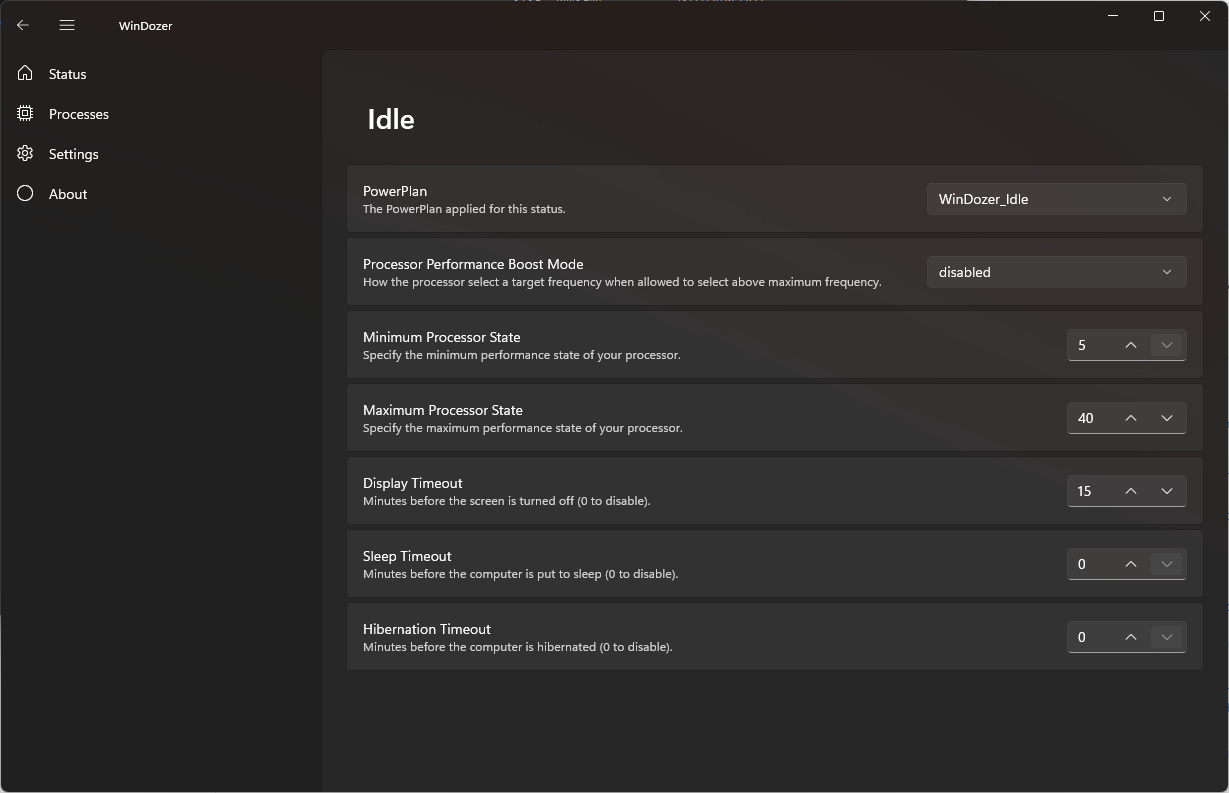 WinDozer
Status
Processes
Settings
About
Idle
PowerPlan
The PowerPlan applied for this status.
WinDozer_Idle
Processor Performance Boost Mode
How the processor select a target frequency when allowed to select above maximum frequency.
disabled
Minimum Processor State
Specify the minimum performance state of your processor.
5
Maximum Processor State
Specify the maximum performance state of your processor.
40
Display Timeout
Minutes before the screen is turned off (0 to disable).
15
Sleep Timeout
Minutes before the computer is put to sleep (0 to disable).
0
Hibernation Timeout
Minutes before the computer is hibernated (0 to disable).
0